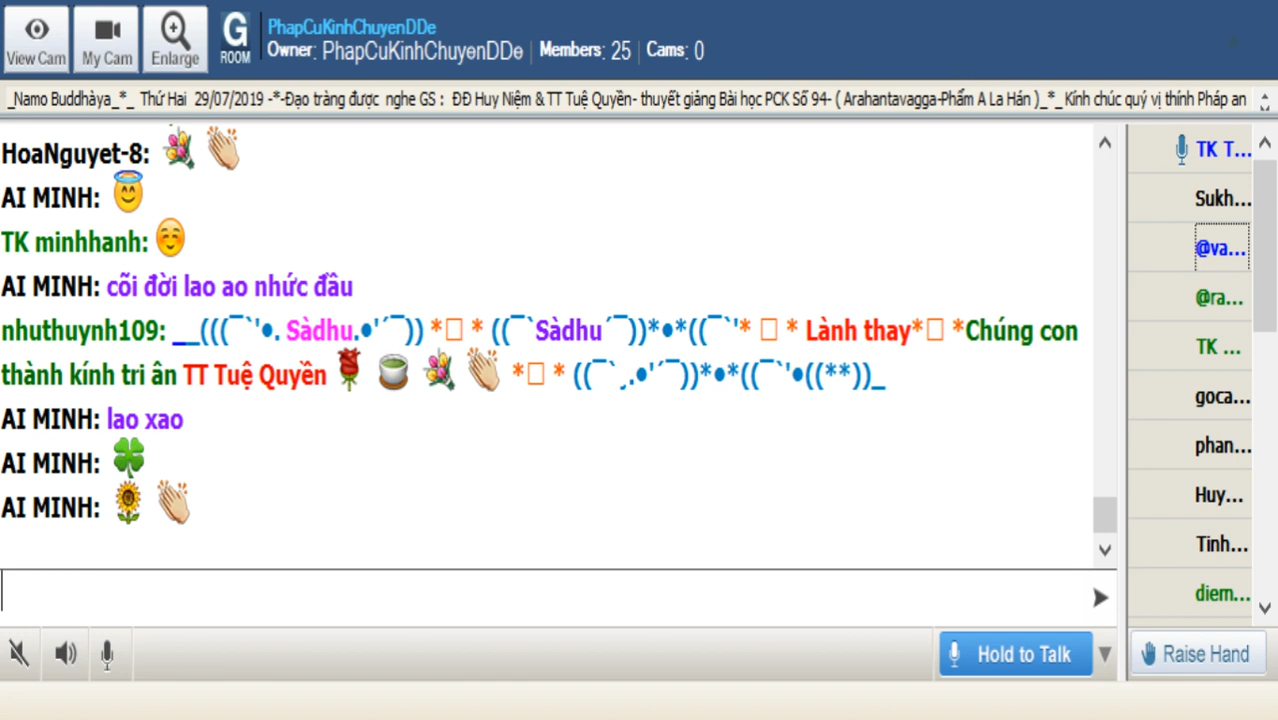 View Cam
My Cam
Enlarge
G
ROOM
PhapCuKinhChuyenDDe
Owner: PhapCuKinhChuyenDDe | Members: 25 | Cams: 0
_Namo Buddhàya_*_ Thứ Hai 29/07/2019 -*-Đạo tràng được nghe GS : ĐĐ Huy Niệm & TT Tuệ Quyền- thuyết giảng Bài học PCK Số 94- ( Arahantavagga-Phẩm A La Hán )_*_Kính chúc quý vị thính Pháp an
HoaNguyet-8: 💐 👏
AI MINH: 😇
TK minhhanh: ☺️
AI MINH: cõi đời lao ao nhức đầu
nhuthuynh109: __(((¯`'•. Sàdhu.•'´¯)) *□ * ((¯`Sàdhu´¯))*•*((¯`'* □ * Lành thay*□ *Chúng con
thành kính tri ân TT Tuệ Quyền 🌹 🍵 💐 👏 *□ * ((¯`¸.•'´¯))*•*((¯`'•((**))_
AI MINH: lao xao
AI MINH: 🍀
AI MINH: 🌻 👏
TK T...
Sukh...
@va...
@ra...
TK ...
goca...
phan...
Huy...
Tinh...
diem...
Hold to Talk
Raise Hand